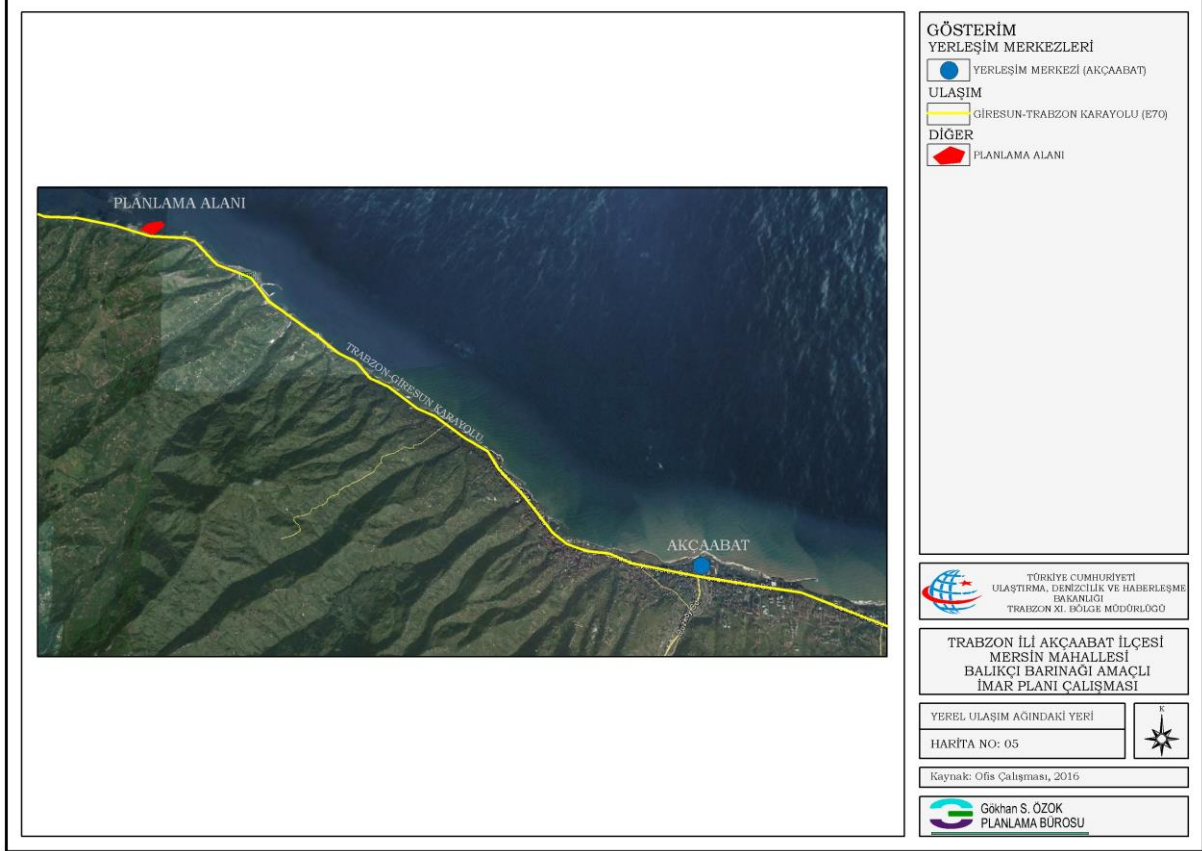 PLANLAMA ALANI
TRABZON-GİRESUN KARAYOLU
AKÇAABAT
GÖSTERİM
YERLEŞİM MERKEZLERİ
YERLEŞİM MERKEZİ (AKÇAABAT)
ULAŞIM
GİRESUN-TRABZON KARAYOLU (E70)
DİĞER
PLANLAMA ALANI
TÜRKİYE CUMHURİYETİ
ULAŞTIRMA, DENİZCİLİK VE HABERLEŞME
BAKANLIĞI
TRABZON XI. BÖLGE MÜDÜRLÜĞÜ
TRABZON İLİ AKÇAABAT İLÇESİ
MERSİN MAHALLESİ
BALIKÇI BARINAĞI AMAÇLI
İMAR PLANI ÇALIŞMASI
YEREL ULAŞIM AĞINDAKİ YERİ
HARİTA NO: 05
K
Kaynak: Ofis Çalışması, 2016
Gökhan S. ÖZOK
PLANLAMA BÜROSU